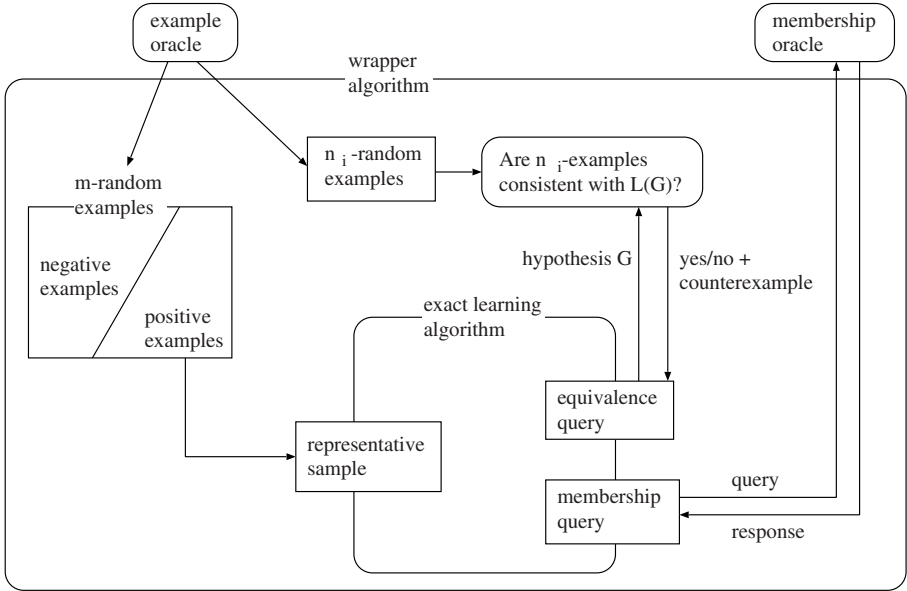 example
oracle
membership
oracle
wrapper
algorithm
n i -random
examples
Are n i-examples
consistent with L(G)?
m-random
examples
negative
examples
positive
examples
hypothesis G
yes/no +
counterexample
exact learning
algorithm
equivalence
query
representative
sample
membership
query
query
response